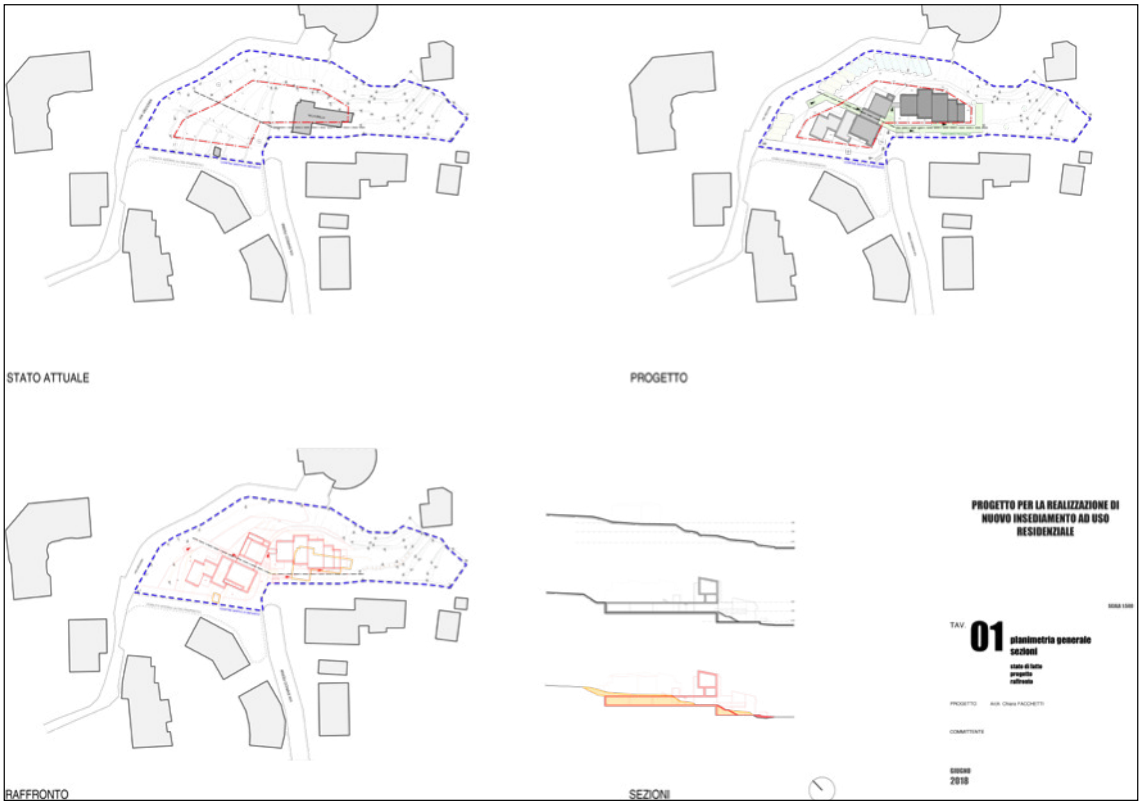 STATO ATTUALE
PROGETTO
RAFFRONTO
SEZIONI
PROGETTO PER LA REALIZZAZIONE DI
NUOVO INSEDIAMENTO AD USO
RESIDENZIALE
TAV.
01
planimetria generale
sezioni
stato di fatto
progetto
raffronto
PROGETTO Arch. Chiara FACCHETTI
COMMITTENTE
GIUGNO
2018